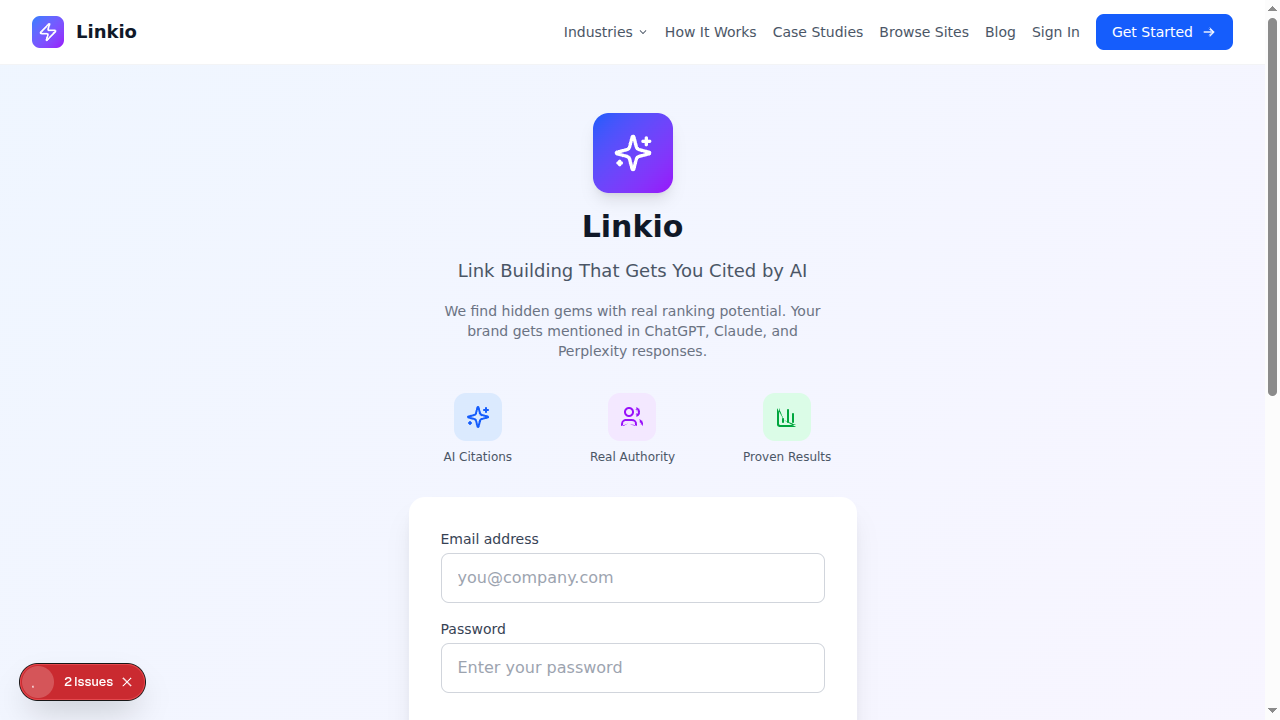 Linkio
Industries How It Works Case Studies Browse Sites Blog Sign In Get Started
Linkio
Link Building That Gets You Cited by AI
We find hidden gems with real ranking potential. Your
brand gets mentioned in ChatGPT, Claude, and
Perplexity responses.
AI Citations Real Authority Proven Results
Email address
you@company.com
Password
Enter your password
2 Issues